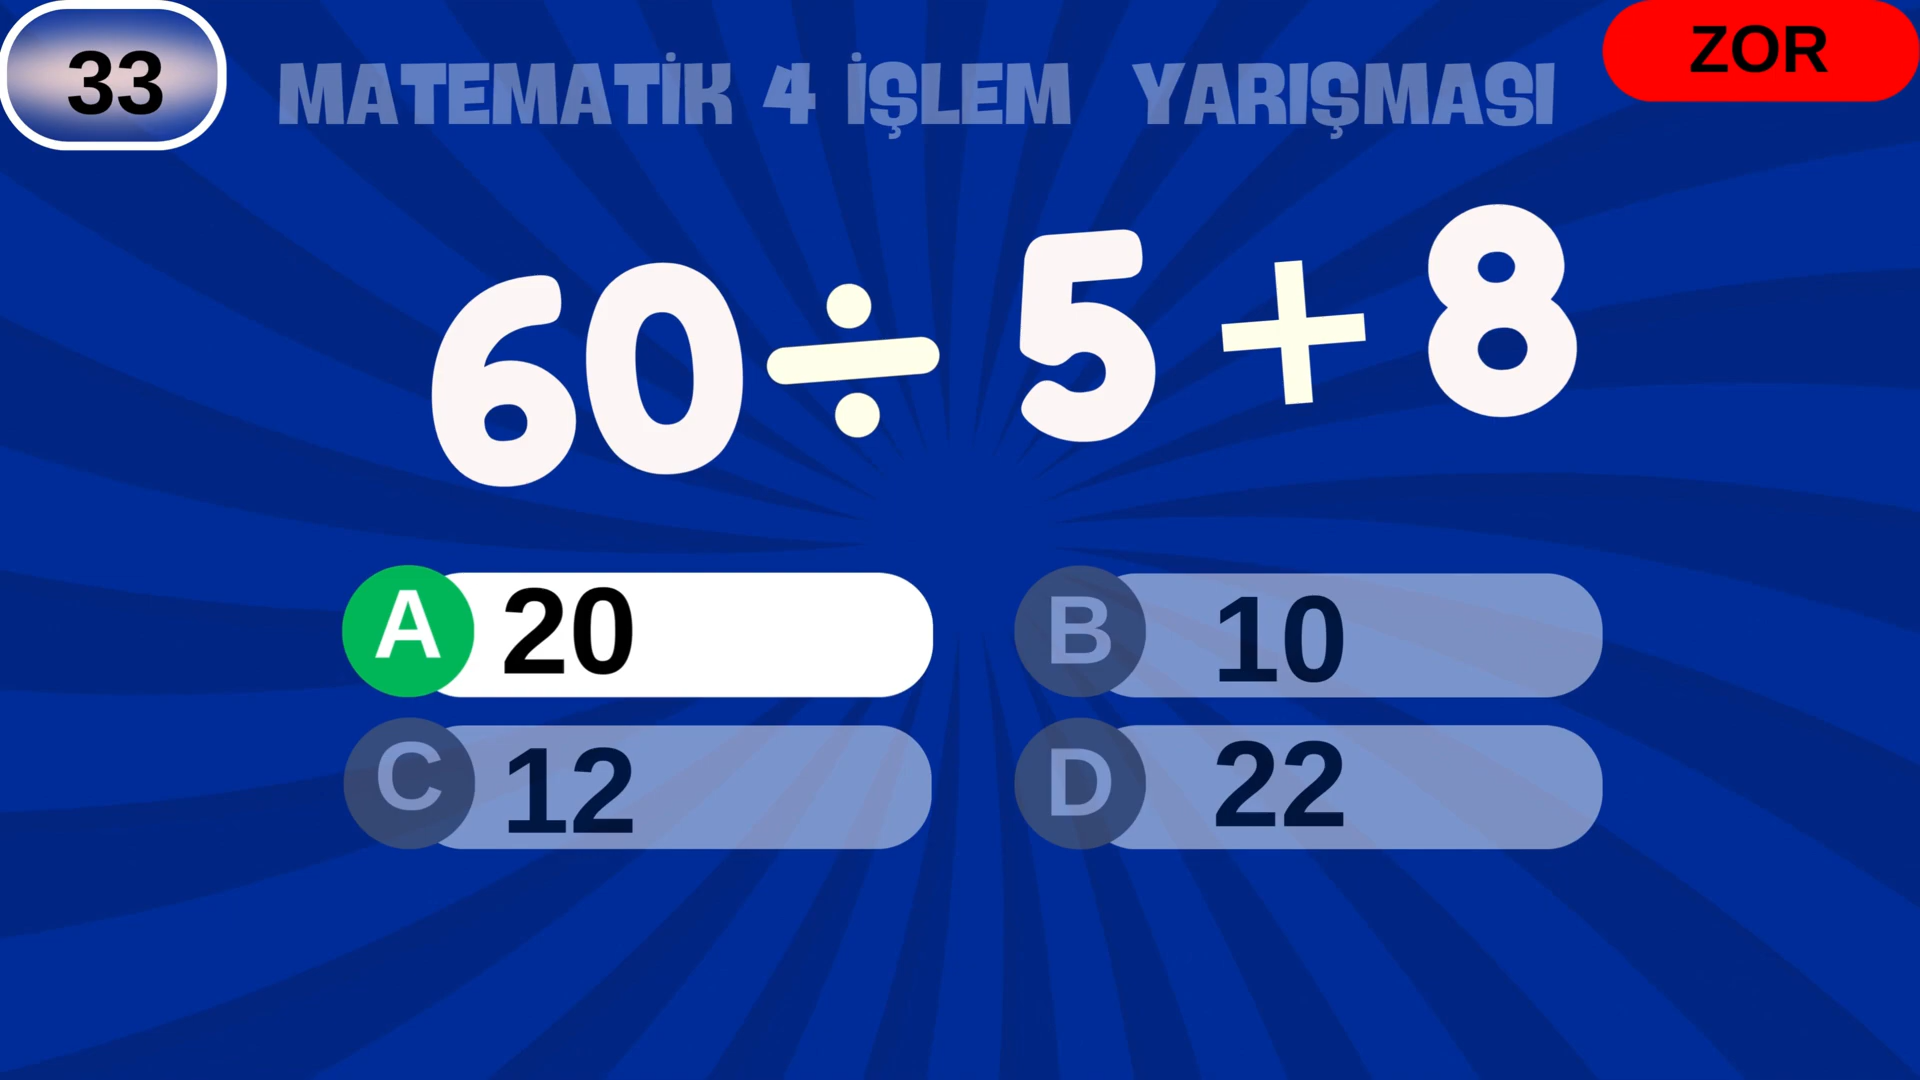 33
MATEMATİK 4 İŞLEM YARIŞMASI
ZOR
60÷5+8
A 20
B 10
C 12
D 22